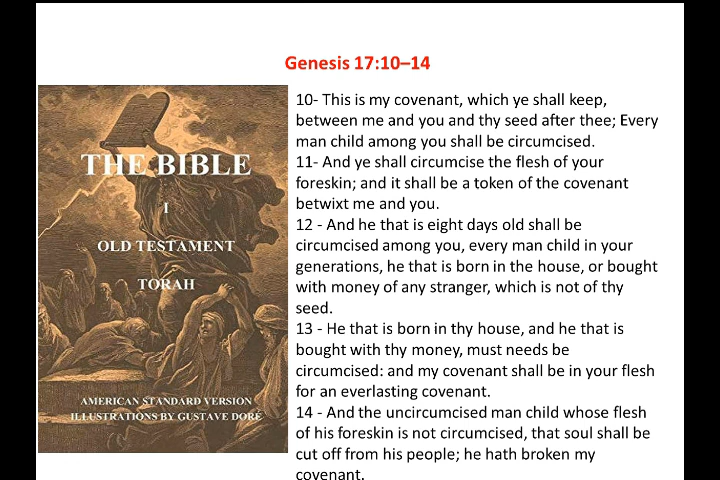 Genesis 17:10–14
THE BIBLE
I
OLD TESTAMENT
TORAH
AMERICAN STANDARD VERSION
ILLUSTRATIONS BY GUSTAVE DORÉ
10- This is my covenant, which ye shall keep,
between me and you and thy seed after thee; Every
man child among you shall be circumcised.
11- And ye shall circumcise the flesh of your
foreskin; and it shall be a token of the covenant
betwixt me and you.
12 - And he that is eight days old shall be
circumcised among you, every man child in your
generations, he that is born in the house, or bought
with money of any stranger, which is not of thy
seed.
13 - He that is born in thy house, and he that is
bought with thy money, must needs be
circumcised: and my covenant shall be in your flesh
for an everlasting covenant.
14 - And the uncircumcised man child whose flesh
of his foreskin is not circumcised, that soul shall be
cut off from his people; he hath broken my
covenant.